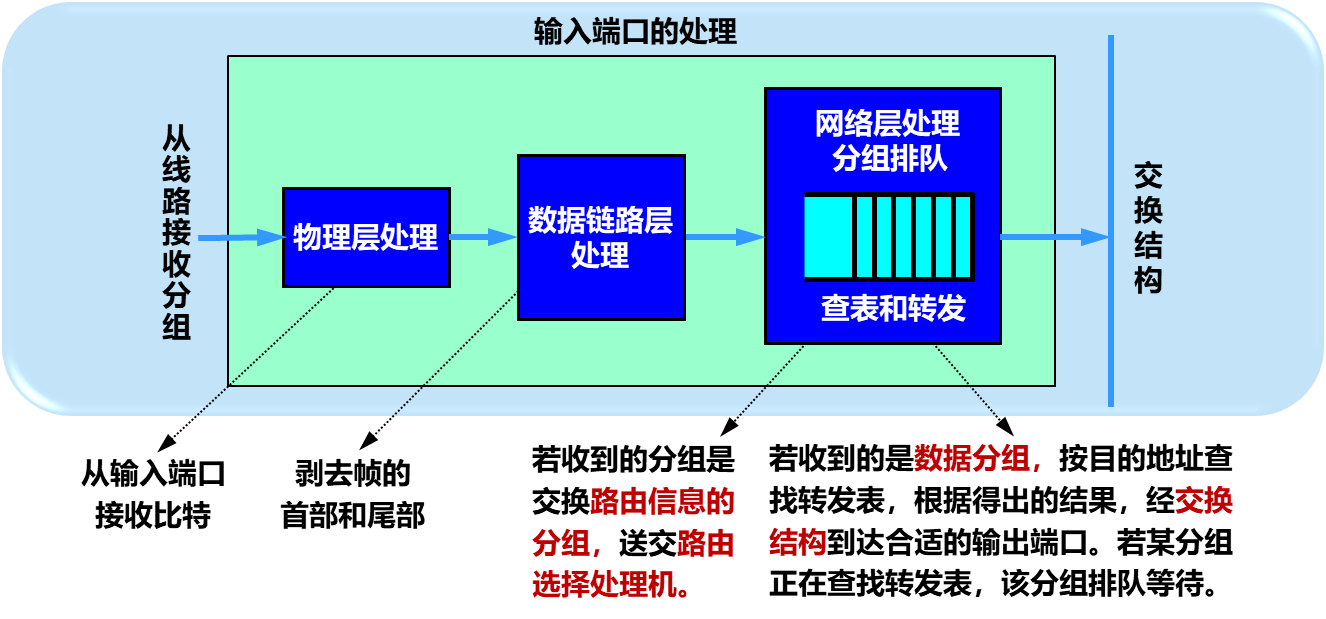 输入端口的处理
从线路接收分组
物理层处理
数据链路层
处理
网络层处理
分组排队
查表和转发
交换结构
从输入端口
接收比特
剥去帧的
首部和尾部
若收到的分组是
交换路由信息的
分组，送交路由
选择处理机。
若收到的是数据分组，按目的地址查
找转发表，根据得出的结果，经交换
结构到达合适的输出端口。若某分组
正在查找转发表，该分组排队等待。